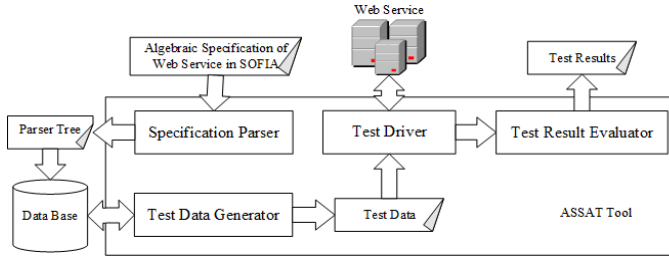 Web Service
Algebraic Specification of
Web Service in SOFIA
Test Results
Parser Tree
Specification Parser
Test Driver
Test Result Evaluator
Data Base
Test Data Generator
Test Data
ASSAT Tool